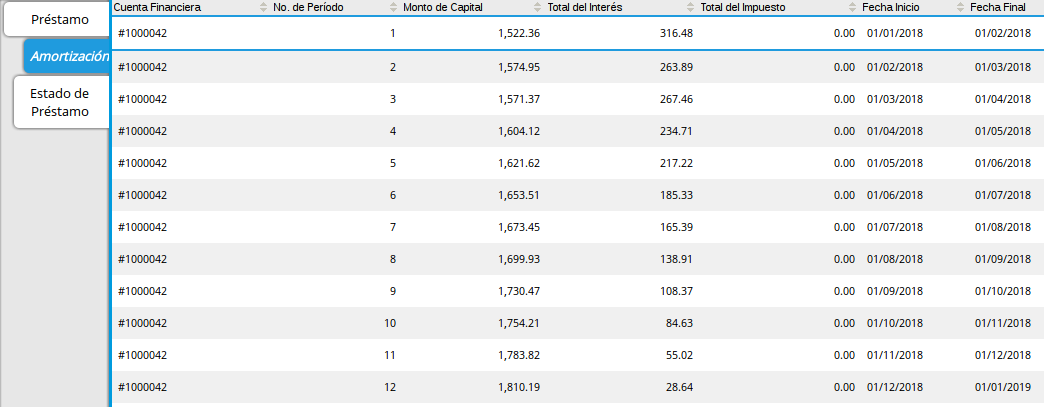 Préstamo
Amortización
Estado de
Préstamo
Cuenta Financiera No. de Período Monto de Capital Total del Interés Total del Impuesto Fecha Inicio Fecha Final
#1000042 1 1,522.36 316.48 0.00 01/01/2018 01/02/2018
#1000042 2 1,574.95 263.89 0.00 01/02/2018 01/03/2018
#1000042 3 1,571.37 267.46 0.00 01/03/2018 01/04/2018
#1000042 4 1,604.12 234.71 0.00 01/04/2018 01/05/2018
#1000042 5 1,621.62 217.22 0.00 01/05/2018 01/06/2018
#1000042 6 1,653.51 185.33 0.00 01/06/2018 01/07/2018
#1000042 7 1,673.45 165.39 0.00 01/07/2018 01/08/2018
#1000042 8 1,699.93 138.91 0.00 01/08/2018 01/09/2018
#1000042 9 1,730.47 108.37 0.00 01/09/2018 01/10/2018
#1000042 10 1,754.21 84.63 0.00 01/10/2018 01/11/2018
#1000042 11 1,783.82 55.02 0.00 01/11/2018 01/12/2018
#1000042 12 1,810.19 28.64 0.00 01/12/2018 01/01/2019